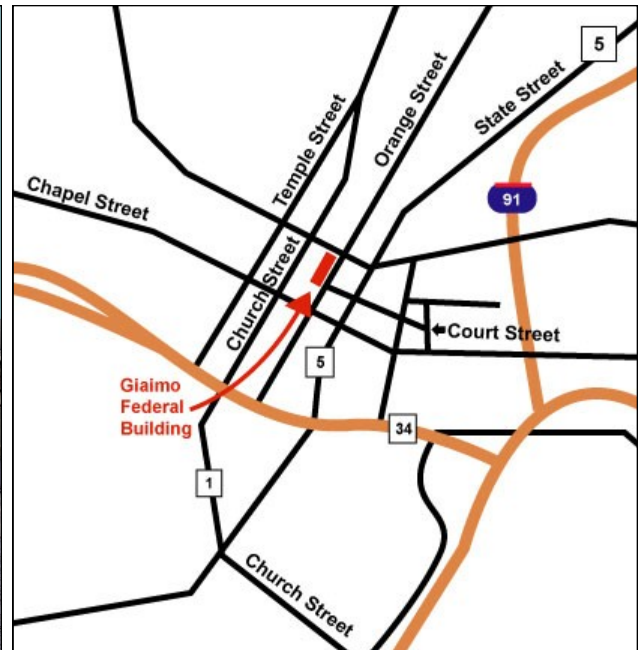 5
State Street
Orange Street
Temple Street
91
Chapel Street
Church Street
Court Street
5
Giaimo
Federal
Building
34
1
Church Street